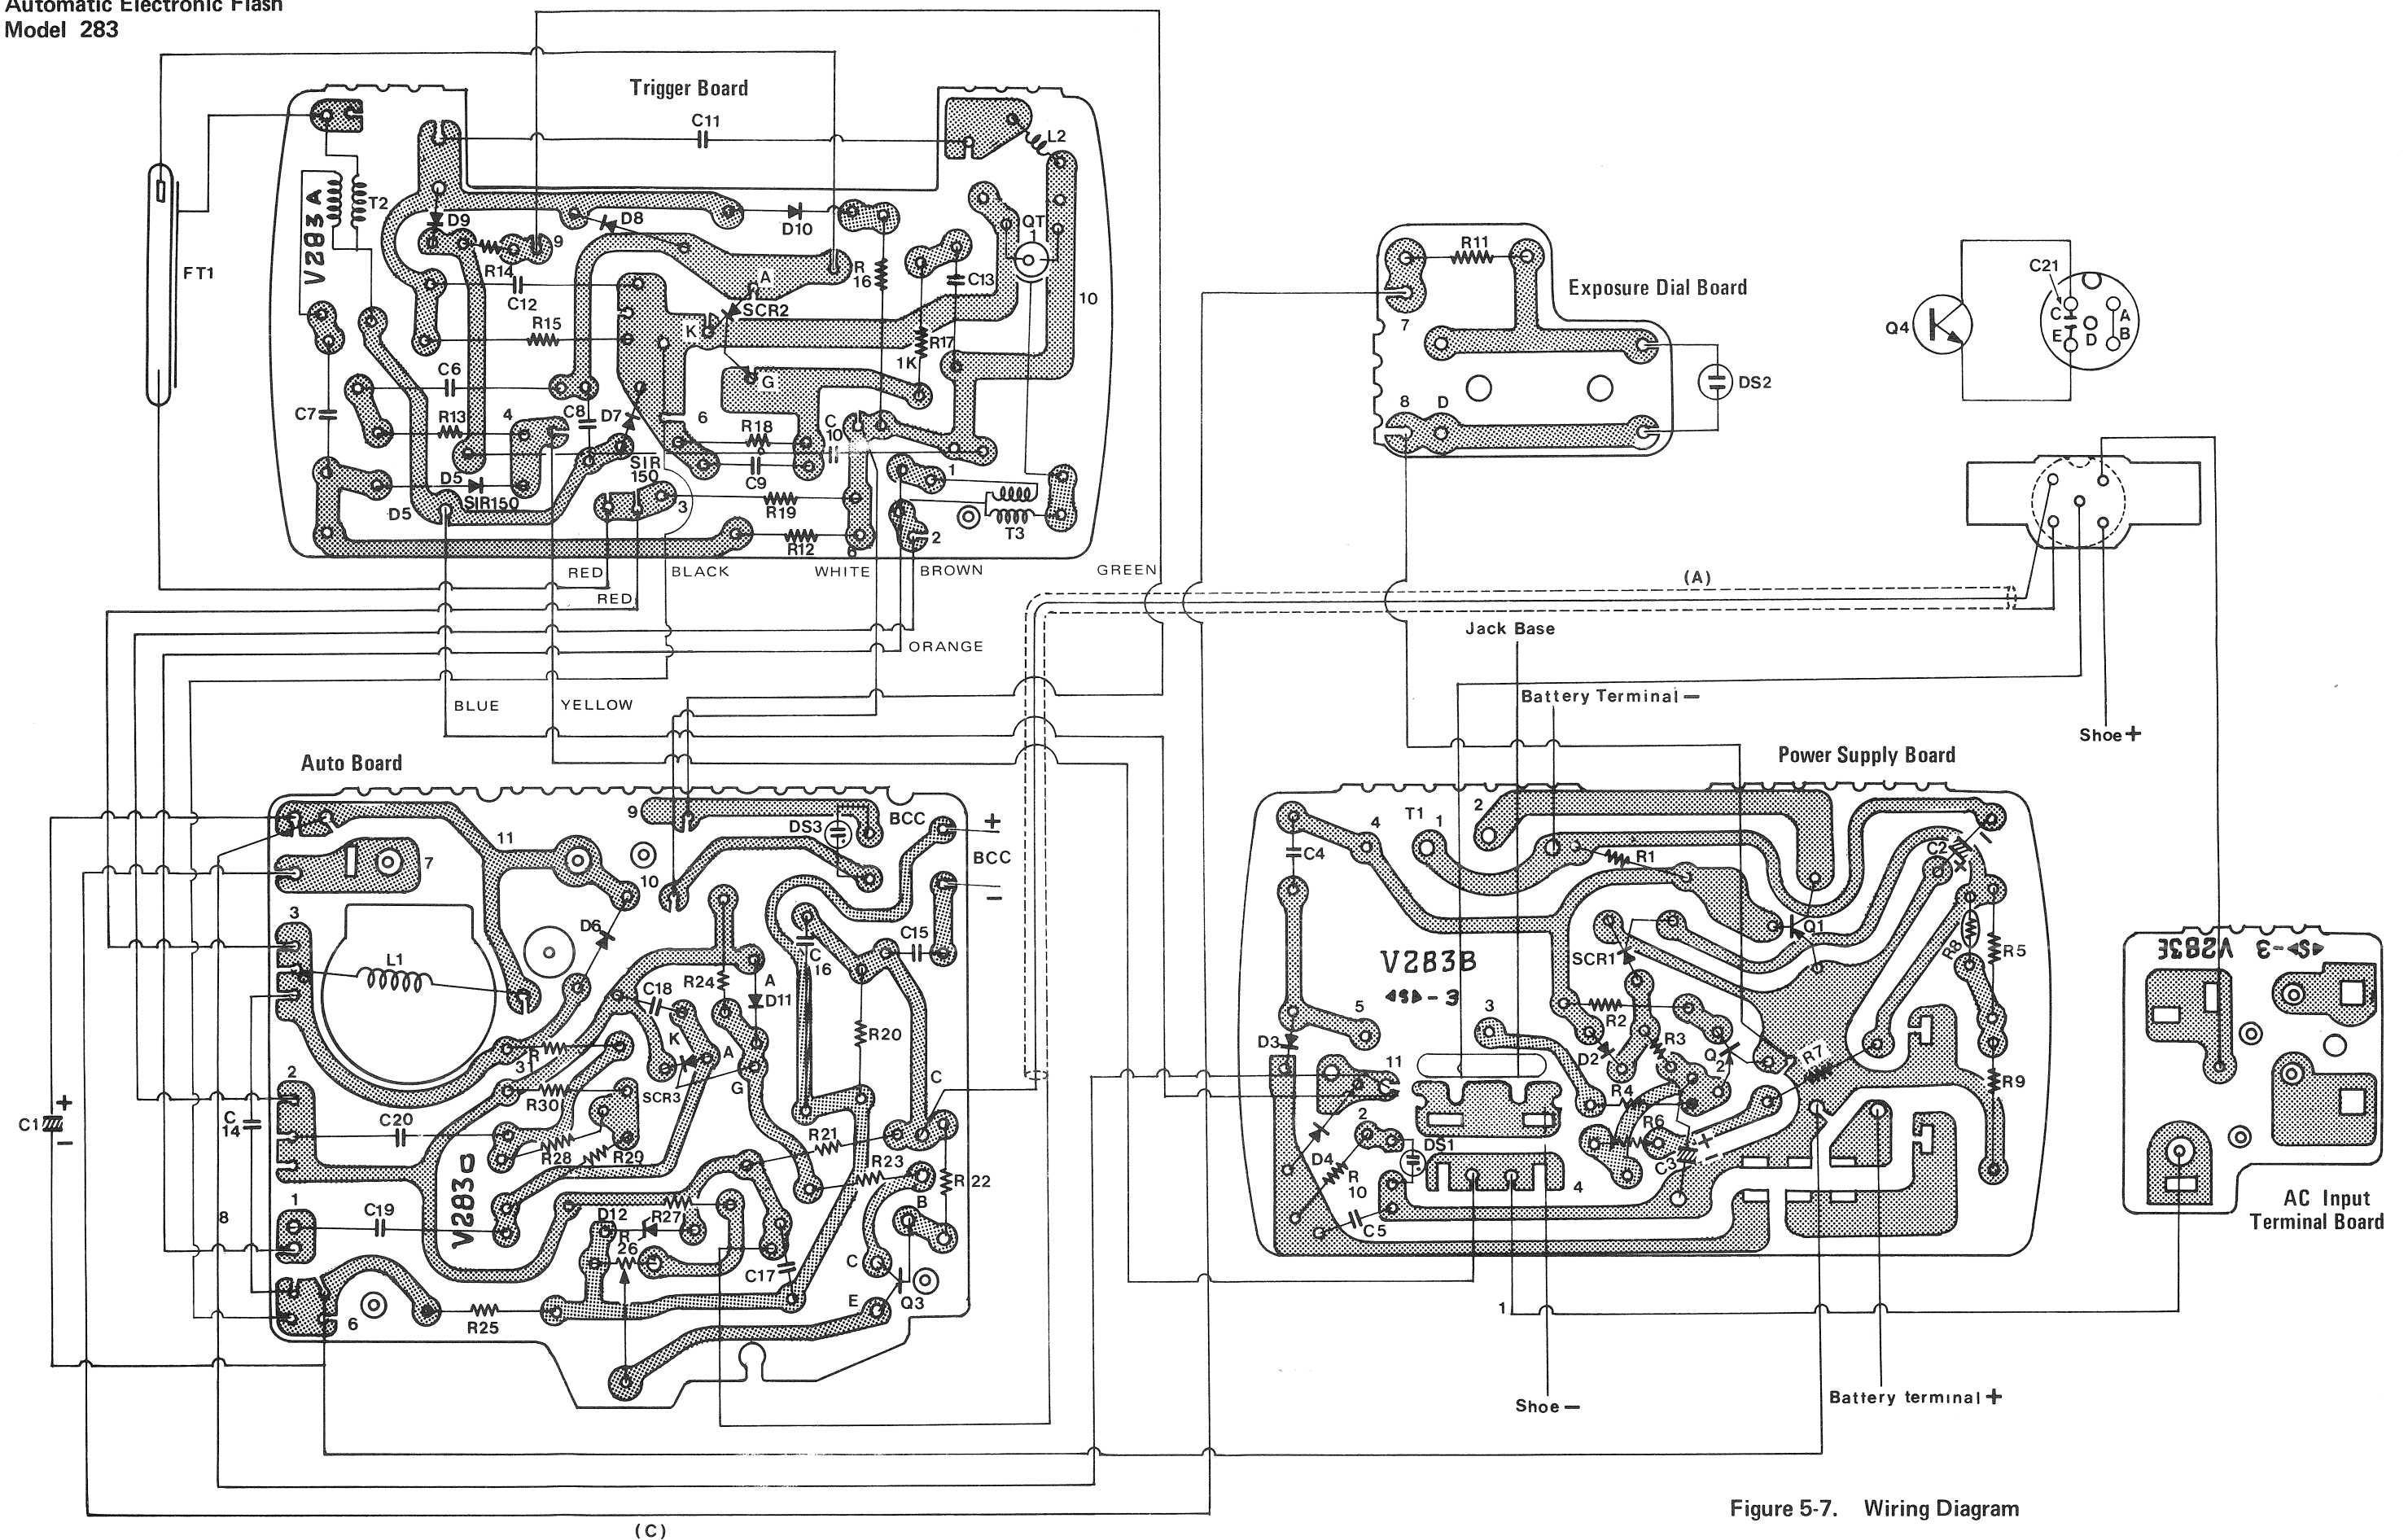 Automatic Electronic Flash
Model 283
Trigger Board
C11
L2
T2
V283A
D9
D8
D10
QT
1
FT1
9
R14
A
R
16
C13
10
C12
SCR2
K
R15
R17
1K
C6
G
C7
R13
4
C8
D7
6
R18
C
10
SIR
150
C9
1
D5
SIR150
D5
3
R19
T3
R12
6
2
RED
BLACK
WHITE
BROWN
GREEN
RED
ORANGE
BLUE
YELLOW
R11
Exposure Dial Board
7
8
D
DS2
C21
Q4
C
E
D
A
B
(A)
Jack Base
Battery Terminal –
Shoe +
Auto Board
9
DS3
BCC
+
BCC
–
11
7
10
3
D6
L1
C
16
C15
R24
A
D11
C18
K
A
R20
R
31
G
SCR3
R30
C
2
C1
+
–
C
14
C20
R28
R29
R21
R23
R22
V283D
1
8
C19
D12
R27
R
26
B
C17
C
E
Q3
6
R25
Power Supply Board
T1
2
1
4
C4
R1
C2
–
+
Q1
R8
R5
V283B
◁S▷-3
SCR1
5
3
R2
D3
11
D2
R3
Q
2
R7
R4
R9
2
DS1
R6
D4
R
10
C3
+
–
4
C5
V283E
◁S▷-3
AC Input
Terminal Board
1
Shoe –
Battery terminal +
Figure 5-7. Wiring Diagram
(C)